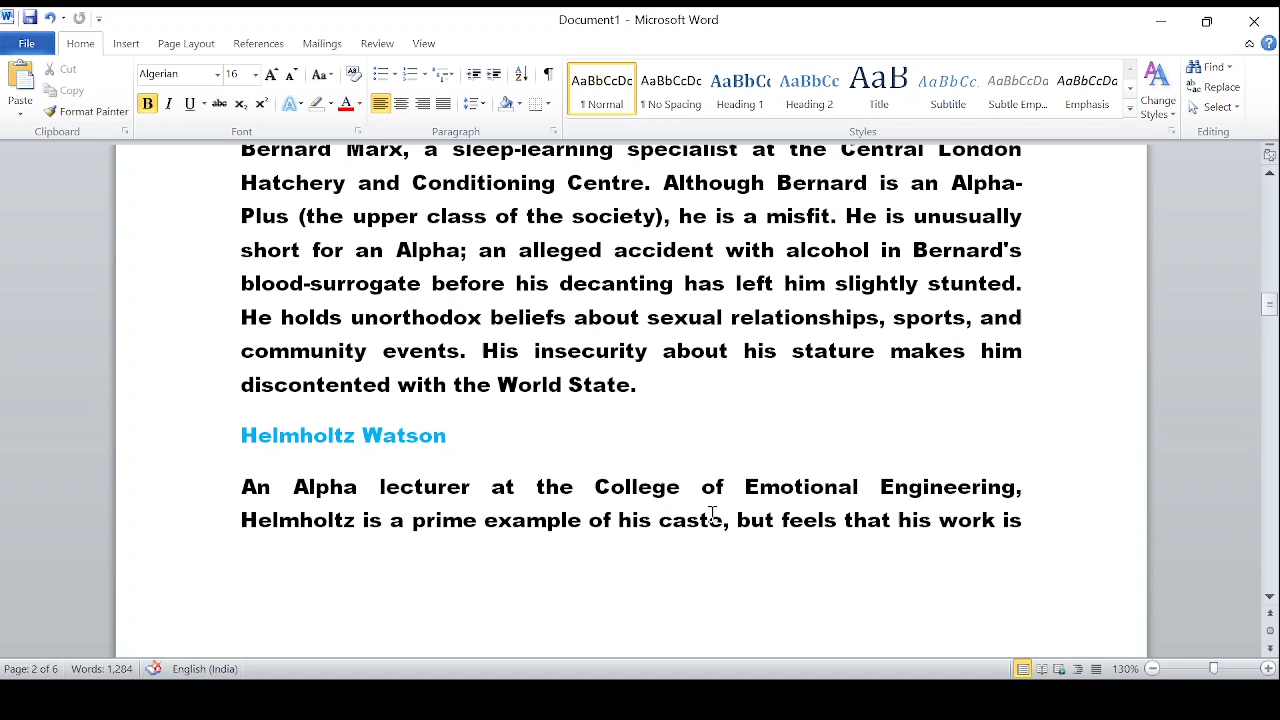 Document1 - Microsoft Word
File Home Insert Page Layout References Mailings Review View
Paste
Cut
Copy
Format Painter
Clipboard
Algerian 16
Font
Paragraph
AaBbCcDc AaBbCcDc AaBbCc AaBbCc AaB AaBbCc. AaBbCcDc AaBbCcDc
¶ Normal ¶ No Spacing Heading 1 Heading 2 Title Subtitle Subtle Em... Emphasis
Styles
Change
Styles
Find
Replace
Select
Editing
Bernard Marx, a sleep-learning specialist at the Central London
Hatchery and Conditioning Centre. Although Bernard is an Alpha-
Plus (the upper class of the society), he is a misfit. He is unusually
short for an Alpha; an alleged accident with alcohol in Bernard's
blood-surrogate before his decanting has left him slightly stunted.
He holds unorthodox beliefs about sexual relationships, sports, and
community events. His insecurity about his stature makes him
discontented with the World State.
Helmholtz Watson
An Alpha lecturer at the College of Emotional Engineering,
Helmholtz is a prime example of his caste, but feels that his work is
Page: 2 of 6 Words: 1,284 English (India) 130%